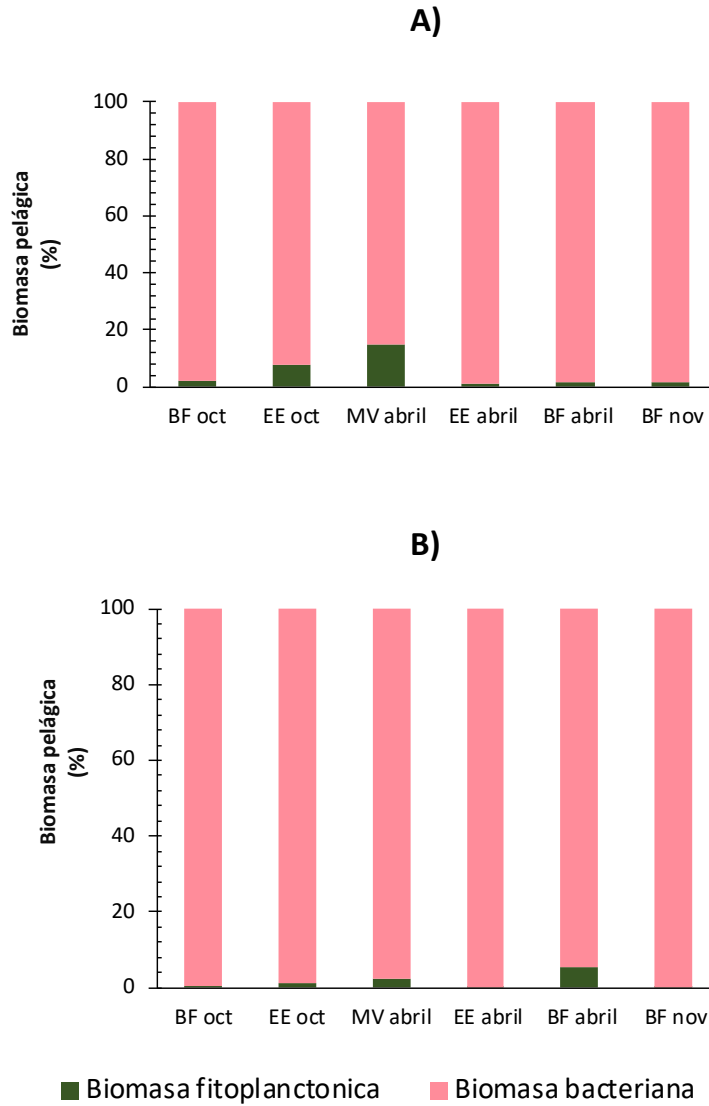 A)
Biomasa pelágica
(%)
100
80
60
40
20
0
BF oct EE oct MV abril EE abril BF abril BF nov
B)
Biomasa pelágica
(%)
100
80
60
40
20
0
BF oct EE oct MV abril EE abril BF abril BF nov
Biomasa fitoplanctonica Biomasa bacteriana